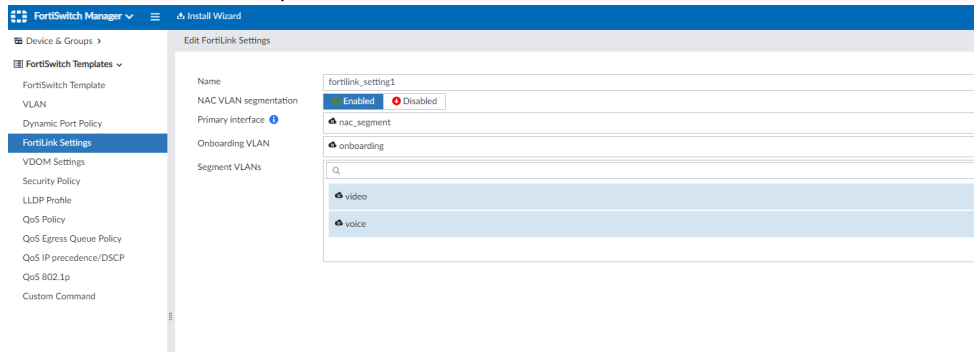 FortiSwitch Manager
Install Wizard
Device & Groups
Edit FortiLink Settings
FortiSwitch Templates
FortiSwitch Template
VLAN
Dynamic Port Policy
FortiLink Settings
VDOM Settings
Security Policy
LLDP Profile
QoS Policy
QoS Egress Queue Policy
QoS IP precedence/DSCP
QoS 802.1p
Custom Command
Name
fortilink_setting1
NAC VLAN segmentation
Enabled
Disabled
Primary interface
nac_segment
Onboarding VLAN
onboarding
Segment VLANs
video
voice